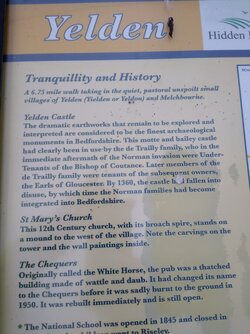 Yelden
Hidden
Tranquillity and History
A 6.75 mile walk taking in the quiet, pastoral unspoilt small
villages of Yelden (Yielden or Yeldon) and Melchbourne.
Yelden Castle
The dramatic earthworks that remain to be explored and
interpreted are considered to be the finest archaeological
monuments in Bedfordshire. This motte and bailey castle
had clearly been in use by the de Trailly family, who in the
immediate aftermath of the Norman invasion were Under-
Tenants of the Bishop of Coutance. Later members of the
de Trailly family were tenants of the subsequent owners,
the Earls of Gloucester. By 1360, the castle had fallen into
disuse, by which time the Norman families had become
integrated into Bedfordshire.
St Mary's Church
This 12th Century church, with its broach spire, stands on
a mound to the west of the village. Note the carvings on the
tower and the wall paintings inside.
The Chequers
Originally called the White Horse, the pub was a thatched
building made of wattle and daub. It had changed its name
to the Chequers before it was sadly burnt to the ground in
1950. It was rebuilt immediately and is still open.
* The National School was opened in 1845 and closed in
went to Riseley.